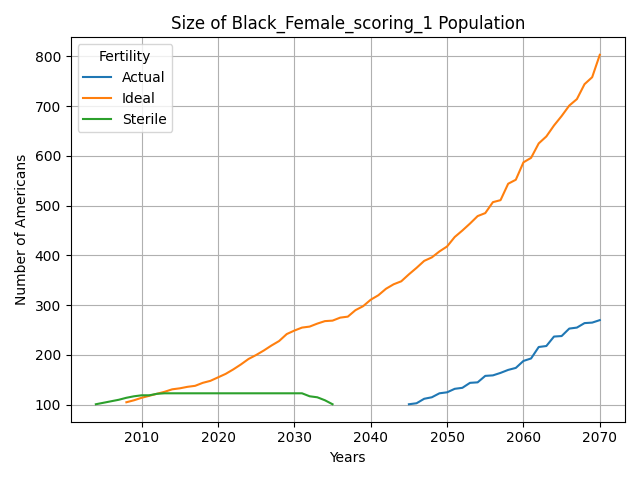 Size of Black_Female_scoring_1 Population
Fertility
Actual
Ideal
Sterile
Number of Americans
800
700
600
500
400
300
200
100
2010 2020 2030 2040 2050 2060 2070
Years